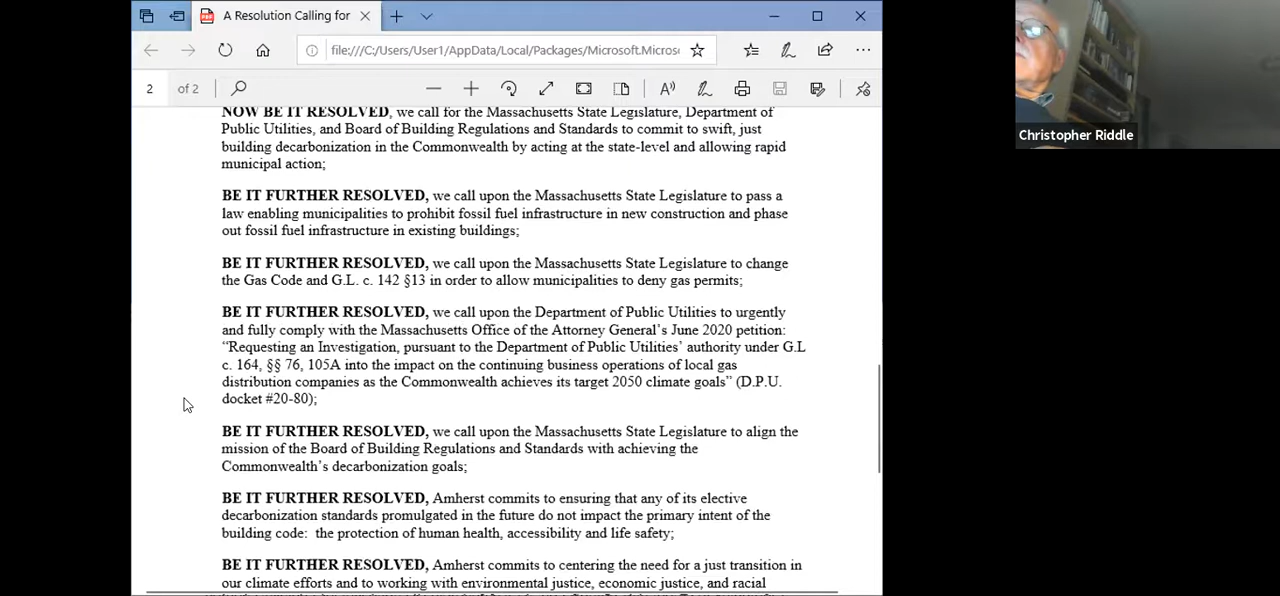 A Resolution Calling for
file:///C:/Users/User1/AppData/Local/Packages/Microsoft.Micros
2 of 2
NOW BE IT RESOLVED, we call for the Massachusetts State Legislature, Department of
Public Utilities, and Board of Building Regulations and Standards to commit to swift, just
building decarbonization in the Commonwealth by acting at the state-level and allowing rapid
municipal action;
BE IT FURTHER RESOLVED, we call upon the Massachusetts State Legislature to pass a
law enabling municipalities to prohibit fossil fuel infrastructure in new construction and phase
out fossil fuel infrastructure in existing buildings;
BE IT FURTHER RESOLVED, we call upon the Massachusetts State Legislature to change
the Gas Code and G.L. c. 142 §13 in order to allow municipalities to deny gas permits;
BE IT FURTHER RESOLVED, we call upon the Department of Public Utilities to urgently
and fully comply with the Massachusetts Office of the Attorney General’s June 2020 petition:
“Requesting an Investigation, pursuant to the Department of Public Utilities’ authority under G.L
c. 164, §§ 76, 105A into the impact on the continuing business operations of local gas
distribution companies as the Commonwealth achieves its target 2050 climate goals” (D.P.U.
docket #20-80);
BE IT FURTHER RESOLVED, we call upon the Massachusetts State Legislature to align the
mission of the Board of Building Regulations and Standards with achieving the
Commonwealth’s decarbonization goals;
BE IT FURTHER RESOLVED, Amherst commits to ensuring that any of its elective
decarbonization standards promulgated in the future do not impact the primary intent of the
building code:  the protection of human health, accessibility and life safety;
BE IT FURTHER RESOLVED, Amherst commits to centering the need for a just transition in
our climate efforts and to working with environmental justice, economic justice, and racial
Christopher Riddle